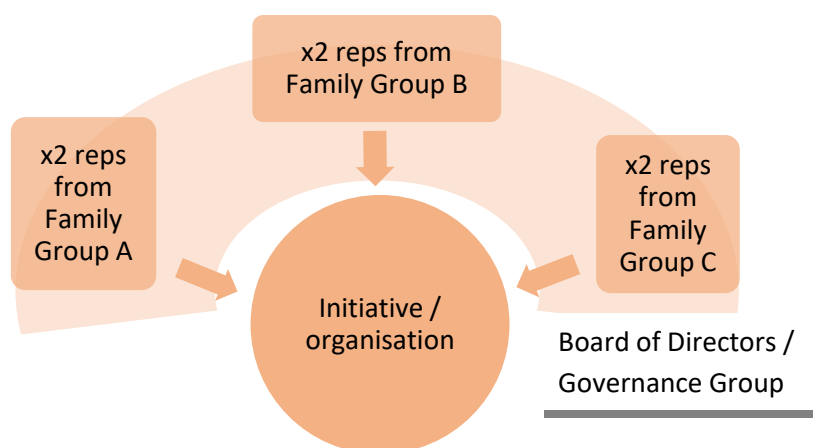 x2 reps from
Family Group B
x2 reps
from
Family
Group A
x2 reps
from
Family
Group C
Initiative /
organisation
Board of Directors /
Governance Group